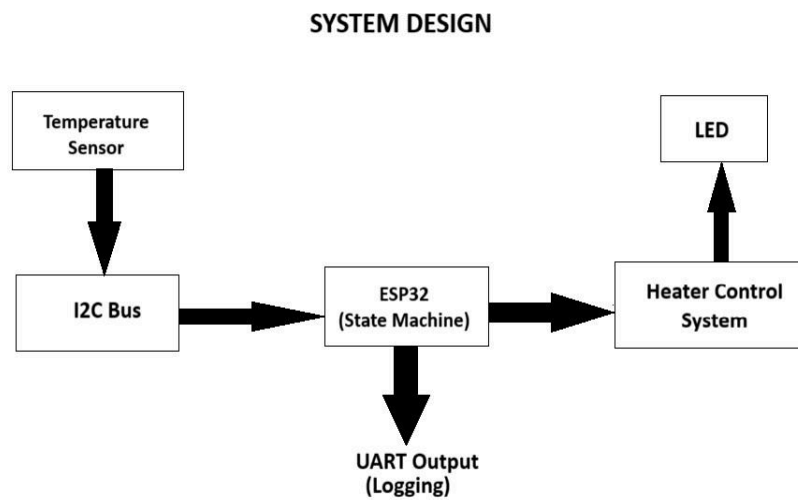 SYSTEM DESIGN
Temperature
Sensor
LED
I2C Bus
ESP32
(State Machine)
Heater Control
System
UART Output
(Logging)